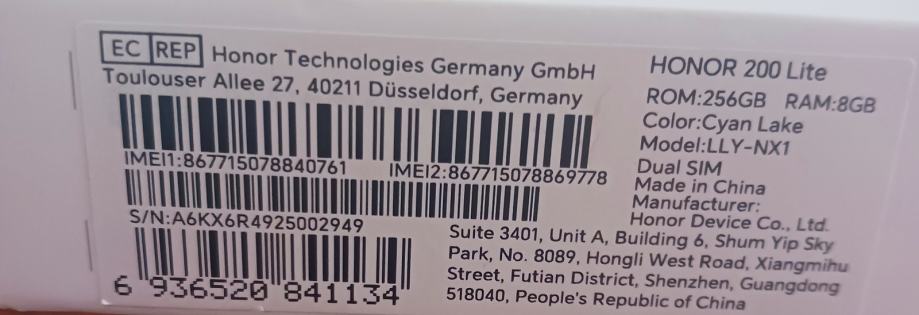 EC REP Honor Technologies Germany GmbH
Toulouser Allee 27, 40211 Düsseldorf, Germany
IMEI1:867715078840761 IMEI2:867715078869778
S/N:A6KX6R4925002949
6 936520 841134
HONOR 200 Lite
ROM:256GB RAM:8GB
Color:Cyan Lake
Model:LLY-NX1
Dual SIM
Made in China
Manufacturer:
Honor Device Co., Ltd.
Suite 3401, Unit A, Building 6, Shum Yip Sky
Park, No. 8089, Hongli West Road, Xiangmihu
Street, Futian District, Shenzhen, Guangdong
518040, People's Republic of China